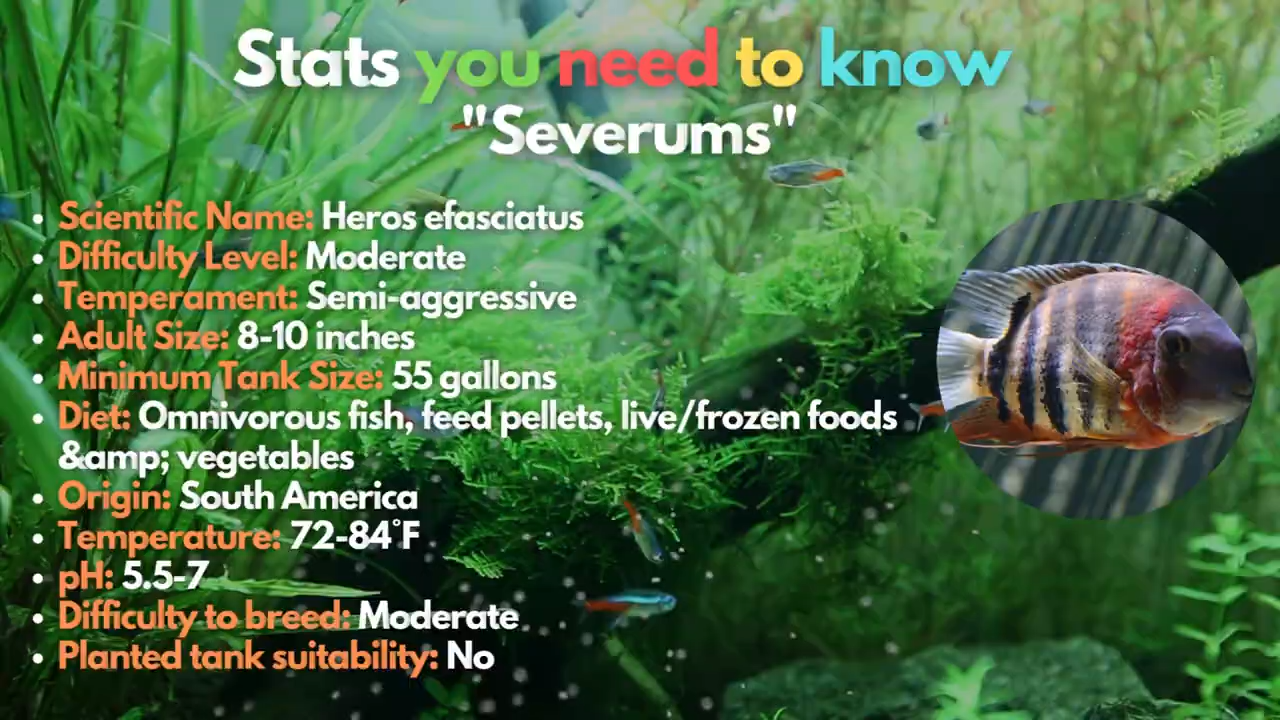 Stats you need to know
"Severums"
• Scientific Name: Heros efasciatus
• Difficulty Level: Moderate
• Temperament: Semi-aggressive
• Adult Size: 8-10 inches
• Minimum Tank Size: 55 gallons
• Diet: Omnivorous fish, feed pellets, live/frozen foods
&amp; vegetables
• Origin: South America
• Temperature: 72-84°F
• pH: 5.5-7
• Difficulty to breed: Moderate
• Planted tank suitability: No